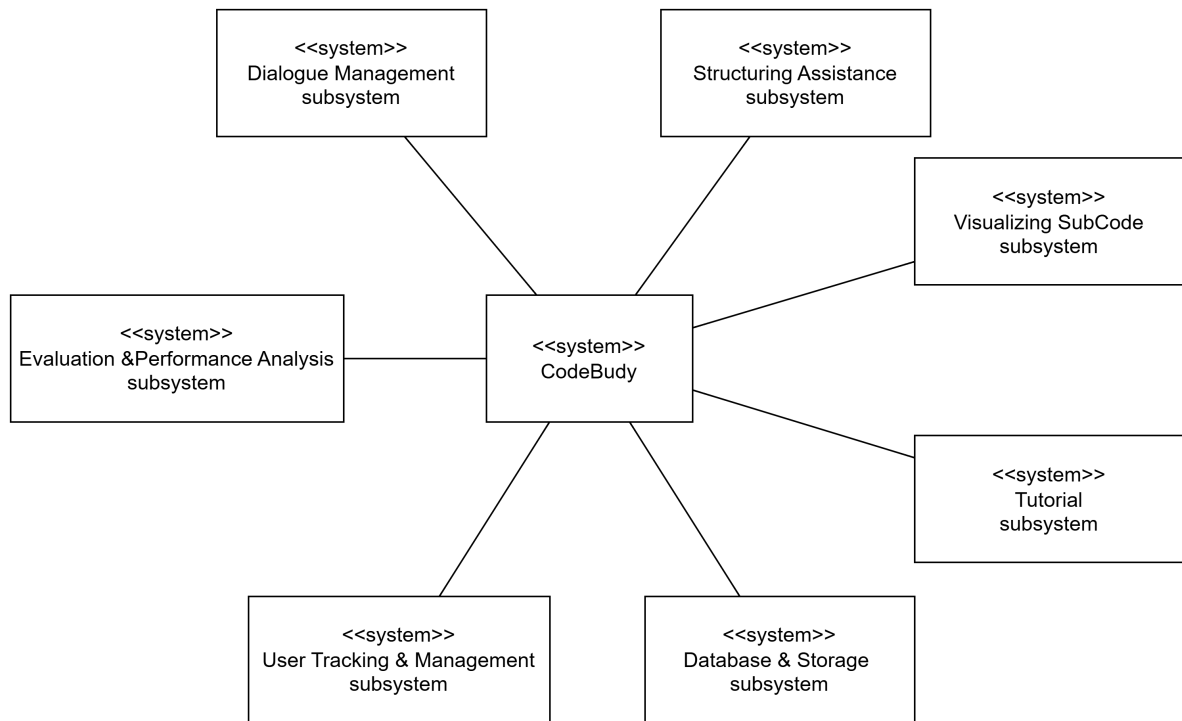 <<system>>
Dialogue Management
subsystem
<<system>>
Structuring Assistance
subsystem
<<system>>
Visualizing SubCode
subsystem
<<system>>
Evaluation &Performance Analysis
subsystem
<<system>>
CodeBudy
<<system>>
Tutorial
subsystem
<<system>>
User Tracking & Management
subsystem
<<system>>
Database & Storage
subsystem